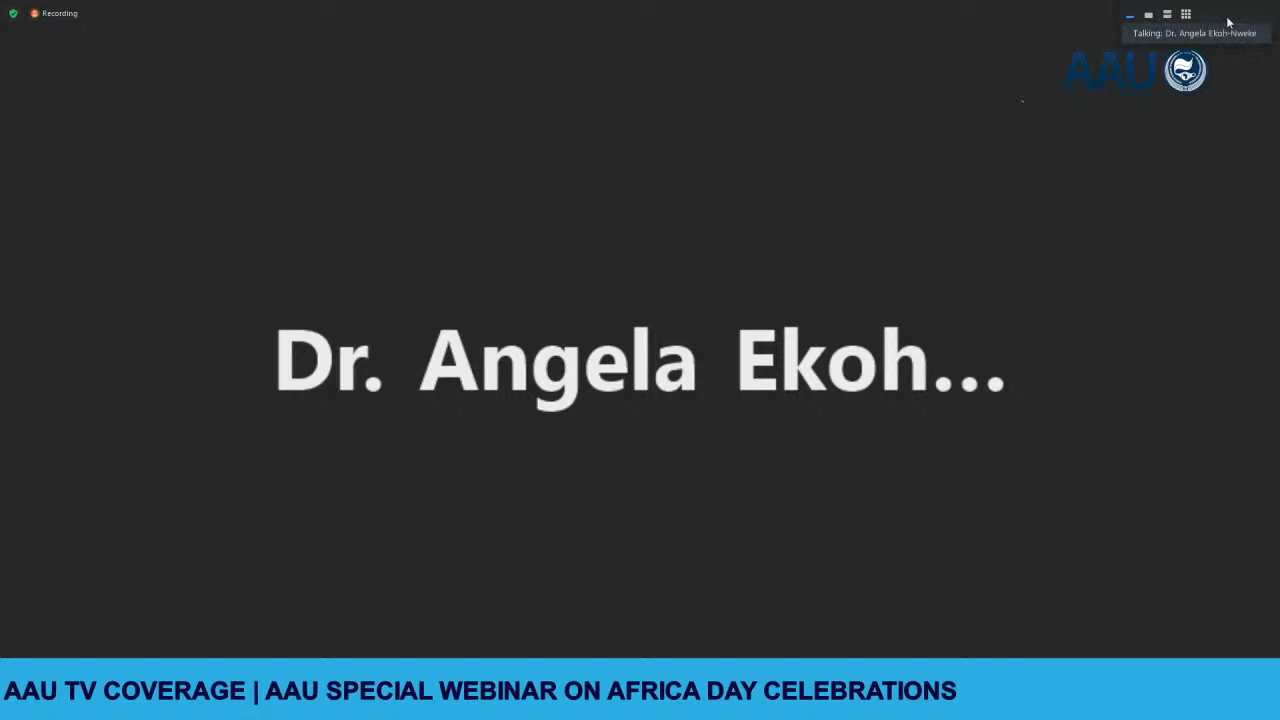 Recording
Talking: Dr. Angela Ekoh-Nweke
AAU
Dr. Angela Ekoh...
AAU TV COVERAGE | AAU SPECIAL WEBINAR ON AFRICA DAY CELEBRATIONS